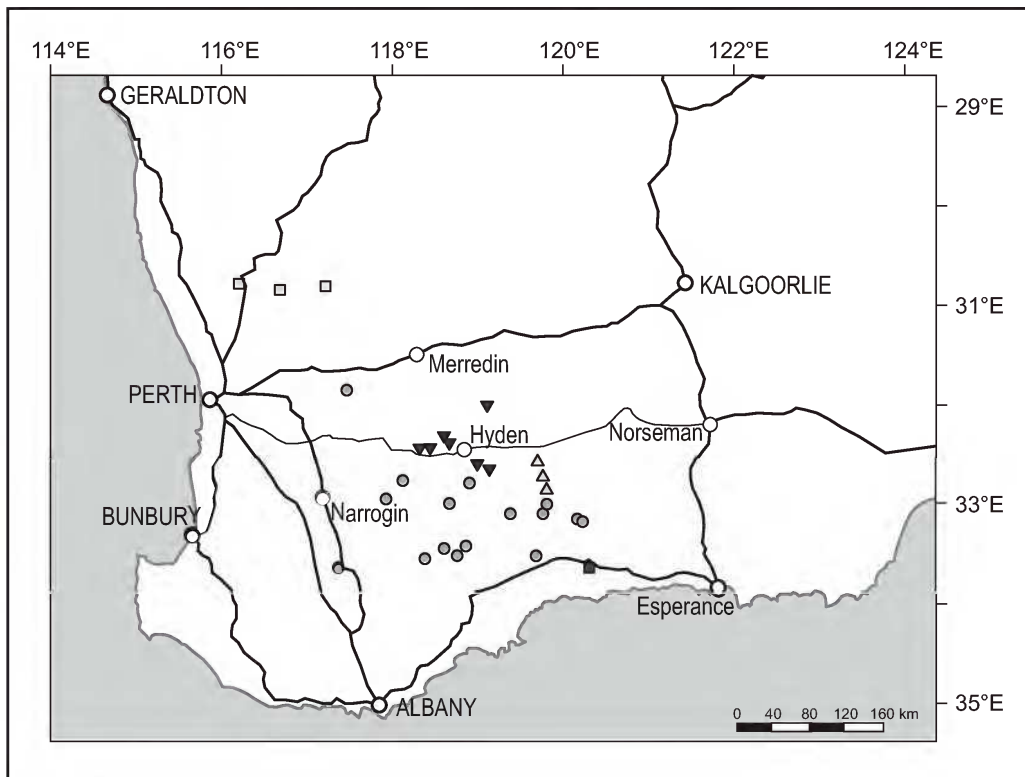 114°E 116°E 118°E 120°E 122°E 124°E
GERALDTON
29°E
KALGOORLIE
31°E
Merredin
PERTH
Hyden
Norseman
Narrogin
33°E
BUNBURY
Esperance
ALBANY
35°E
0 40 80 120 160 km